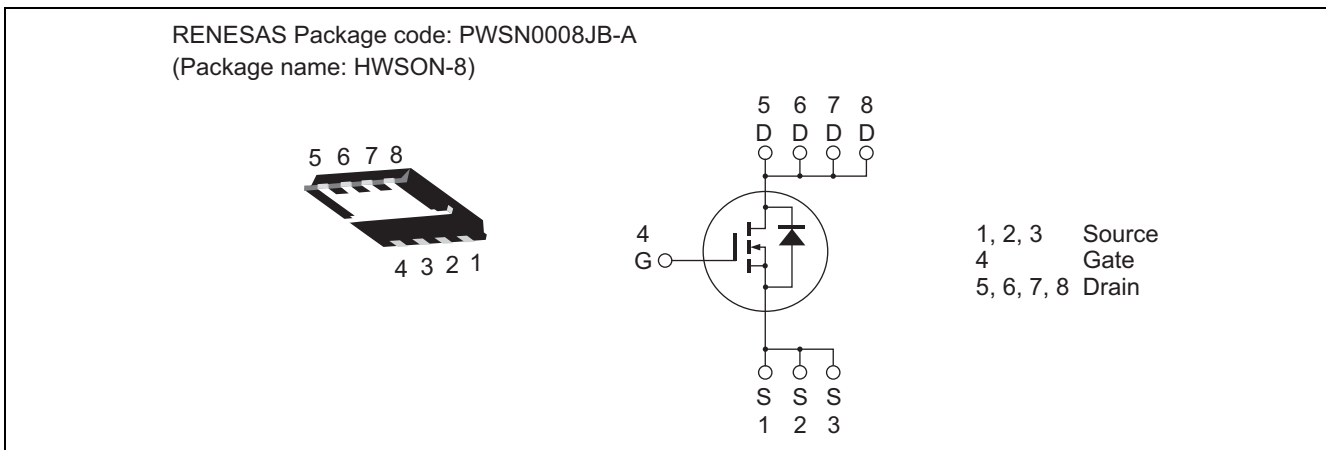 RENESAS Package code: PWSN0008JB-A
(Package name: HWSON-8)
5 6 7 8
4 3 2 1
5 6 7 8
D D D D
4
G
S S S
1 2 3
1, 2, 3 Source
4 Gate
5, 6, 7, 8 Drain